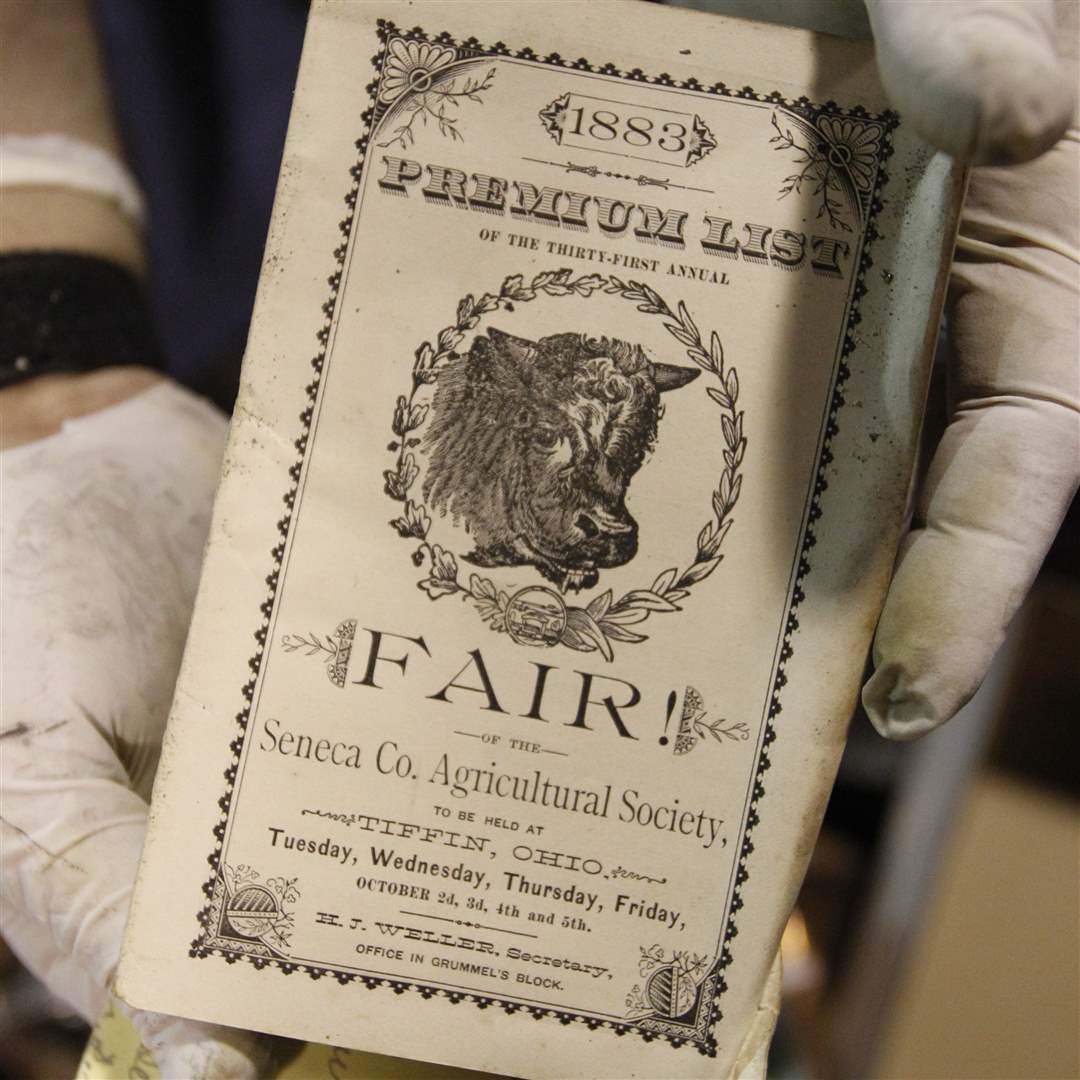 1883
PREMIUM LIST
OF THE THIRTY-FIRST ANNUAL
FAIR!
—OF THE—
Seneca Co. Agricultural Society,
TO BE HELD AT
TIFFIN, OHIO.
Tuesday, Wednesday, Thursday, Friday,
OCTOBER 2d, 3d, 4th and 5th.
H. J. WELLER, Secretary,
OFFICE IN GRUMMEL'S BLOCK.